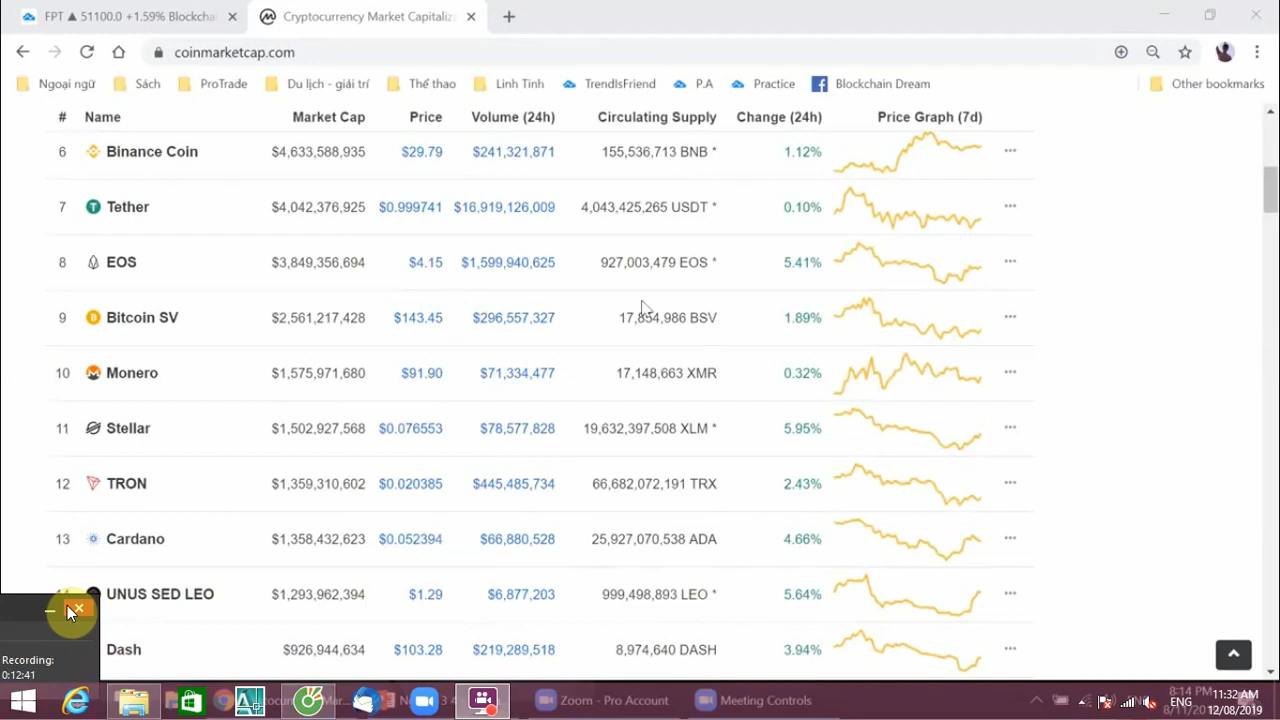 FPT ▲ 51100.0 +1.59% Blockcha
Cryptocurrency Market Capitaliz
coinmarketcap.com
Ngoại ngữ Sách ProTrade Du lịch - giải trí Thể thao Linh Tinh TrendIsFriend P.A Practice Blockchain Dream Other bookmarks
# Name Market Cap Price Volume (24h) Circulating Supply Change (24h) Price Graph (7d)
6 Binance Coin $4,633,588,935 $29.79 $241,321,871 155,536,713 BNB * 1.12%
7 Tether $4,042,376,925 $0.999741 $16,919,126,009 4,043,425,265 USDT * 0.10%
8 EOS $3,849,356,694 $4.15 $1,599,940,625 927,003,479 EOS * 5.41%
9 Bitcoin SV $2,561,217,428 $143.45 $296,557,327 17,854,986 BSV 1.89%
10 Monero $1,575,971,680 $91.90 $71,334,477 17,148,663 XMR 0.32%
11 Stellar $1,502,927,568 $0.076553 $78,577,828 19,632,397,508 XLM * 5.95%
12 TRON $1,359,310,602 $0.020385 $445,485,734 66,682,072,191 TRX 2.43%
13 Cardano $1,358,432,623 $0.052394 $66,880,528 25,927,070,538 ADA 4.66%
UNUS SED LEO $1,293,962,394 $1.29 $6,877,203 999,498,893 LEO * 5.64%
Dash $926,944,634 $103.28 $219,289,518 8,974,640 DASH 3.94%
Recording:
0:12:41
Zoom - Pro Account Meeting Controls
ENG
11:32 AM
12/08/2019
8:14 PM